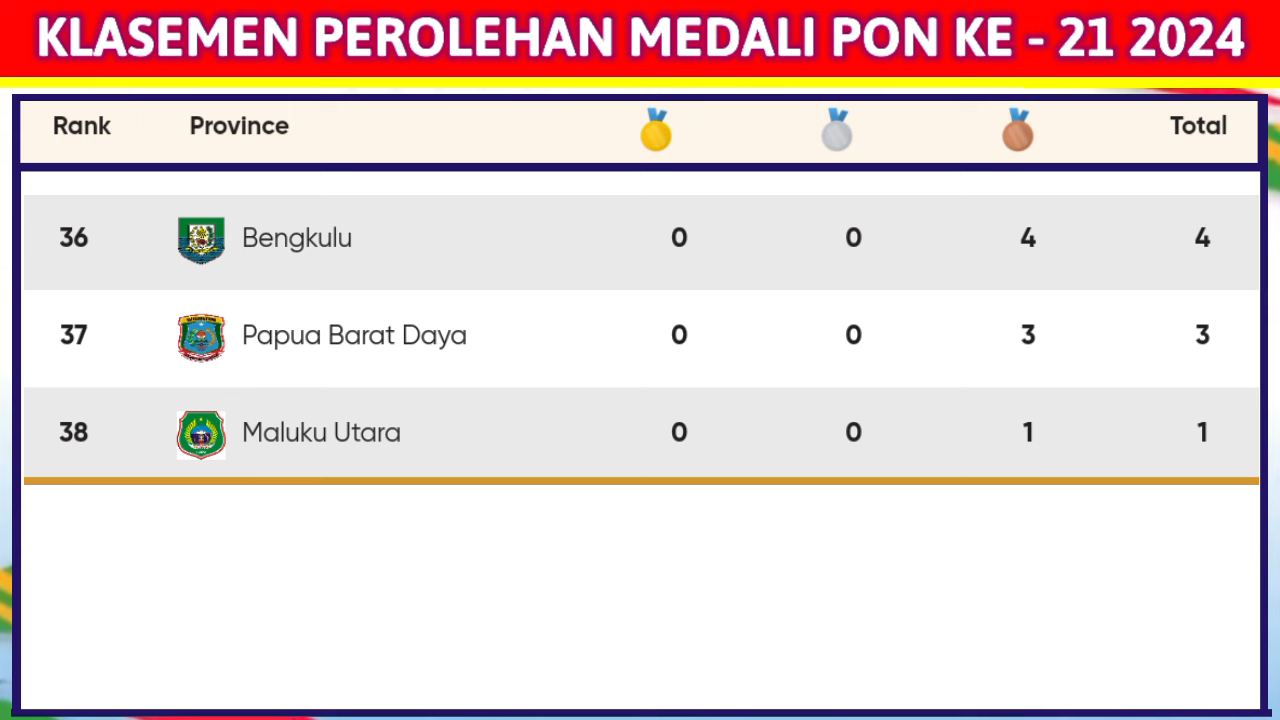 KLASEMEN PEROLEHAN MEDALI PON KE - 21 2024
Rank Province Total
36 Bengkulu 0 0 4 4
37 Papua Barat Daya 0 0 3 3
38 Maluku Utara 0 0 1 1